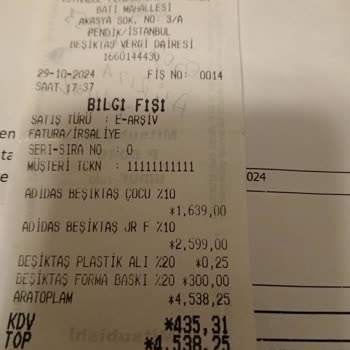 BATI MAHALLESİ
AKASYA SOK. NO: 3/A
PENDİK/İSTANBUL
BEŞİKTAŞ VERGİ DAİRESİ
1660144430
29-10-2024 FİŞ NO: 0014
SAAT 17:37
BİLGİ FİŞİ
SATIŞ TÜRÜ : E-ARŞİV
FATURA/İRSALİYE
SERİ-SIRA NO : 0
MÜŞTERİ TCKN : 11111111111
ADIDAS BEŞİKTAŞ ÇOCU %10
*1,639,00
ADIDAS BEŞİKTAŞ JR F %10
*2,599,00
BEŞİKTAŞ PLASTİK ALI %20 *0,25
BEŞİKTAŞ FORMA BASKI %20 *300,00
ARATOPLAM *4,538,25
KDV *435,31
TOP *4.538,25
024